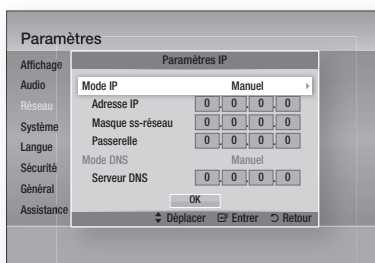 Paramètres
Affichage
Audio
Réseau
Système
Langue
Sécurité
Général
Assistance
Paramètres IP
Mode IP Manuel
Adresse IP 0 . 0 . 0 . 0
Masque ss-réseau 0 . 0 . 0 . 0
Passerelle 0 . 0 . 0 . 0
Mode DNS Manuel
Serveur DNS 0 . 0 . 0 . 0
OK
Déplacer Entrer Retour